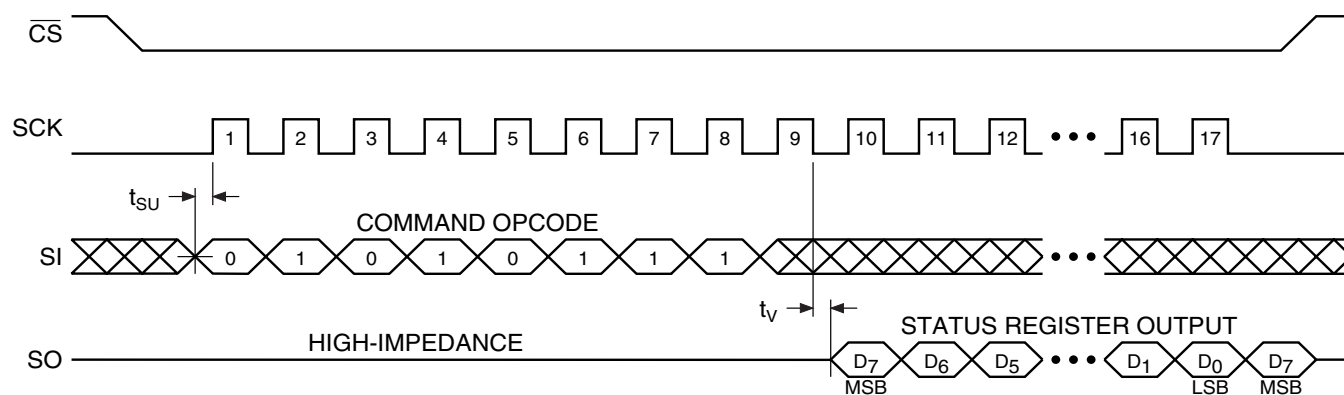 CS
SCK 1 2 3 4 5 6 7 8 9 10 11 12 ••• 16 17
tSU
COMMAND OPCODE
SI 0 1 0 1 0 1 1 1 •••
tV
HIGH-IMPEDANCE STATUS REGISTER OUTPUT
SO D7 D6 D5 ••• D1 D0 D7
MSB LSB MSB